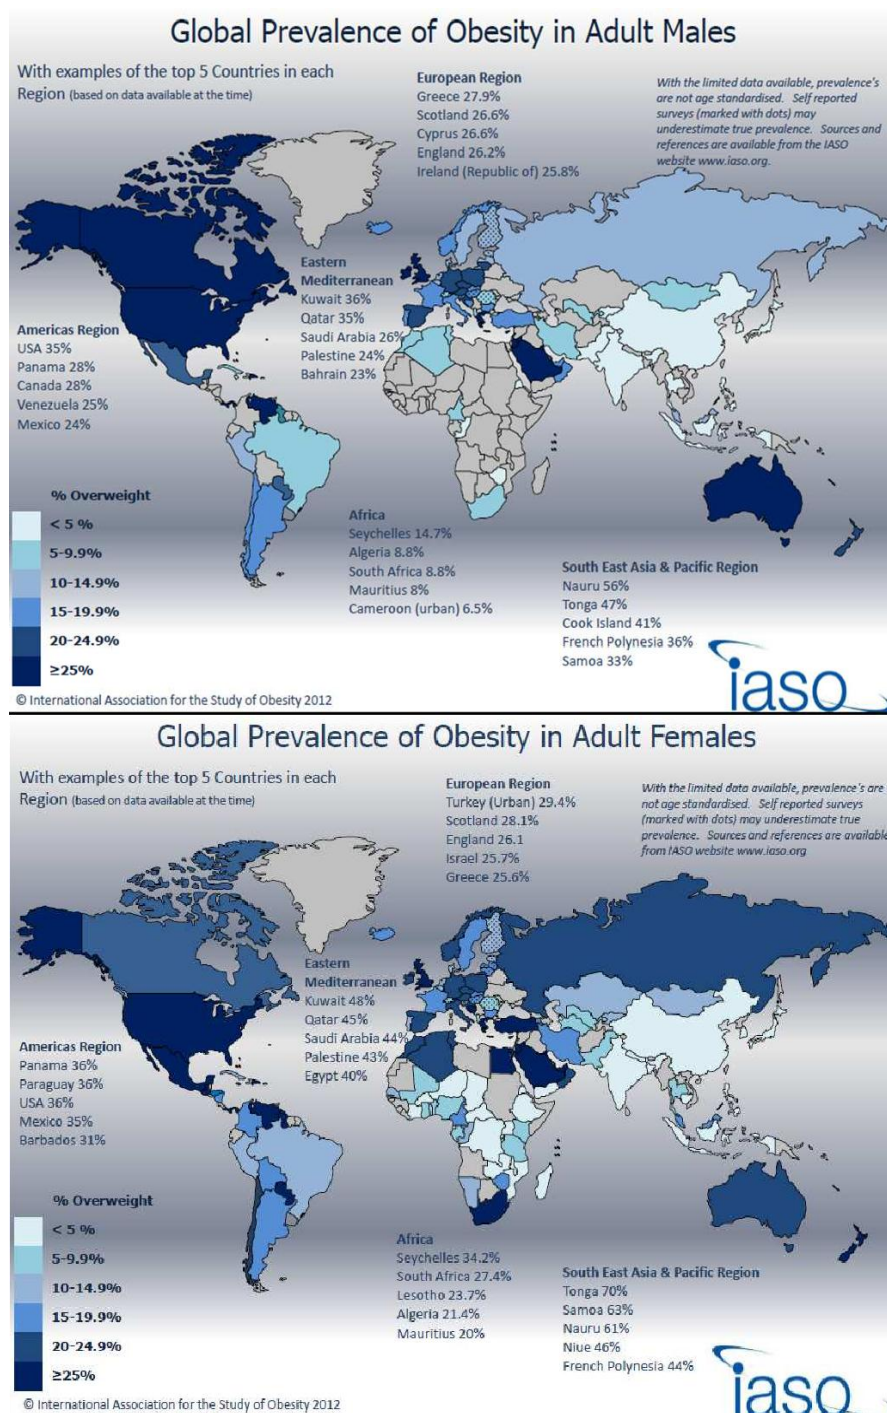 Global Prevalence of Obesity in Adult Males
With examples of the top 5 Countries in each
Region (based on data available at the time)
European Region
Greece 27.9%
Scotland 26.6%
Cyprus 26.6%
England 26.2%
Ireland (Republic of) 25.8%
With the limited data available, prevalence's
are not age standardised. Self reported
surveys (marked with dots) may
underestimate true prevalence. Sources and
references are available from the IASO
website www.iaso.org.
Eastern
Mediterranean
Kuwait 36%
Qatar 35%
Saudi Arabia 26%
Palestine 24%
Bahrain 23%
Americas Region
USA 35%
Panama 28%
Canada 28%
Venezuela 25%
Mexico 24%
% Overweight
< 5 %
5-9.9%
10-14.9%
15-19.9%
20-24.9%
≥25%
Africa
Seychelles 14.7%
Algeria 8.8%
South Africa 8.8%
Mauritius 8%
Cameroon (urban) 6.5%
South East Asia & Pacific Region
Nauru 56%
Tonga 47%
Cook Island 41%
French Polynesia 36%
Samoa 33%
iaso
© International Association for the Study of Obesity 2012
Global Prevalence of Obesity in Adult Females
With examples of the top 5 Countries in each
Region (based on data available at the time)
European Region
Turkey (Urban) 29.4%
Scotland 28.1%
England 26.1
Israel 25.7%
Greece 25.6%
With the limited data available, prevalence's are
not age standardised. Self reported surveys
(marked with dots) may underestimate true
prevalence. Sources and references are available
from IASO website www.iaso.org
Eastern
Mediterranean
Kuwait 48%
Qatar 45%
Saudi Arabia 44%
Palestine 43%
Egypt 40%
Americas Region
Panama 36%
Paraguay 36%
USA 36%
Mexico 35%
Barbados 31%
% Overweight
< 5 %
5-9.9%
10-14.9%
15-19.9%
20-24.9%
≥25%
Africa
Seychelles 34.2%
South Africa 27.4%
Lesotho 23.7%
Algeria 21.4%
Mauritius 20%
South East Asia & Pacific Region
Tonga 70%
Samoa 63%
Nauru 61%
Niue 46%
French Polynesia 44%
iaso
© International Association for the Study of Obesity 2012